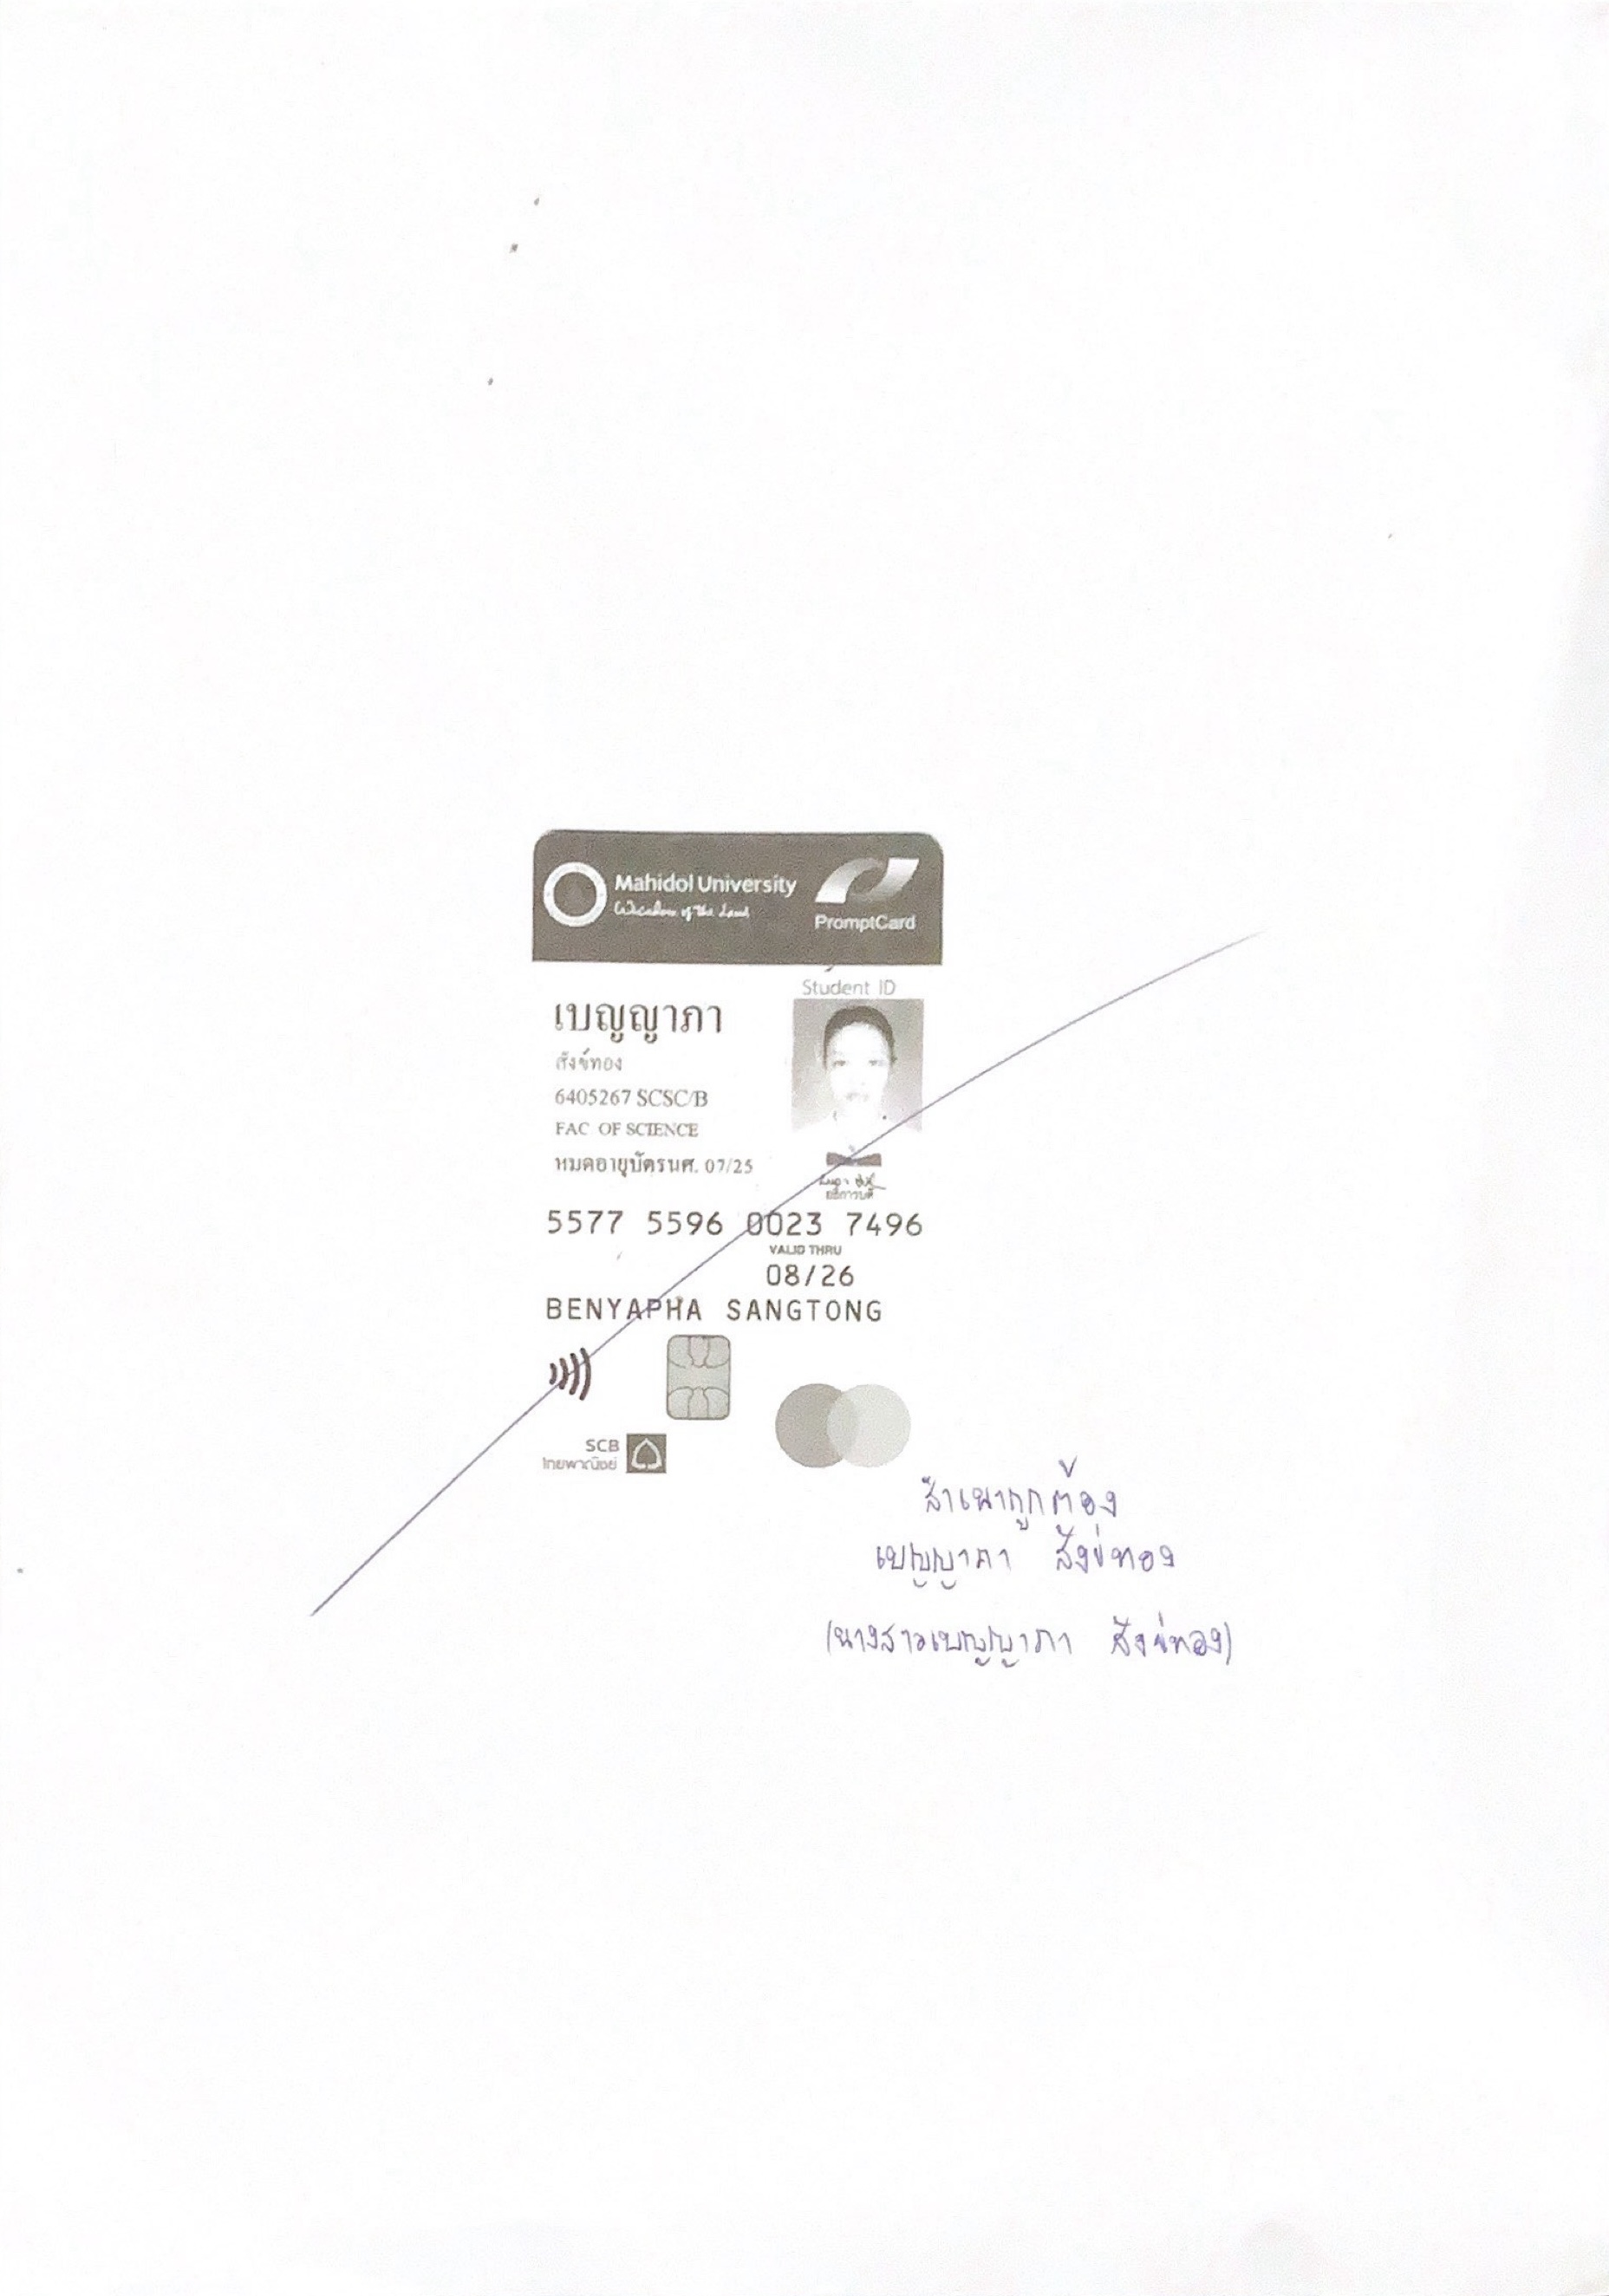 Mahidol University
Wisdom of the Land
PromptCard
Student ID
เบญญาภา
สังข์ทอง
6405267 SCSC/B
FAC OF SCIENCE
หมดอายุบัตรนศ. 07/25
อธิการบดี
5577 5596 0023 7496
VALID THRU
08/26
BENYAPHA SANGTONG
SCB
ไทยพาณิชย์
สำเนาถูกต้อง
เบญญาภา สังข์ทอง
(นางสาวเบญญาภา สังข์ทอง)